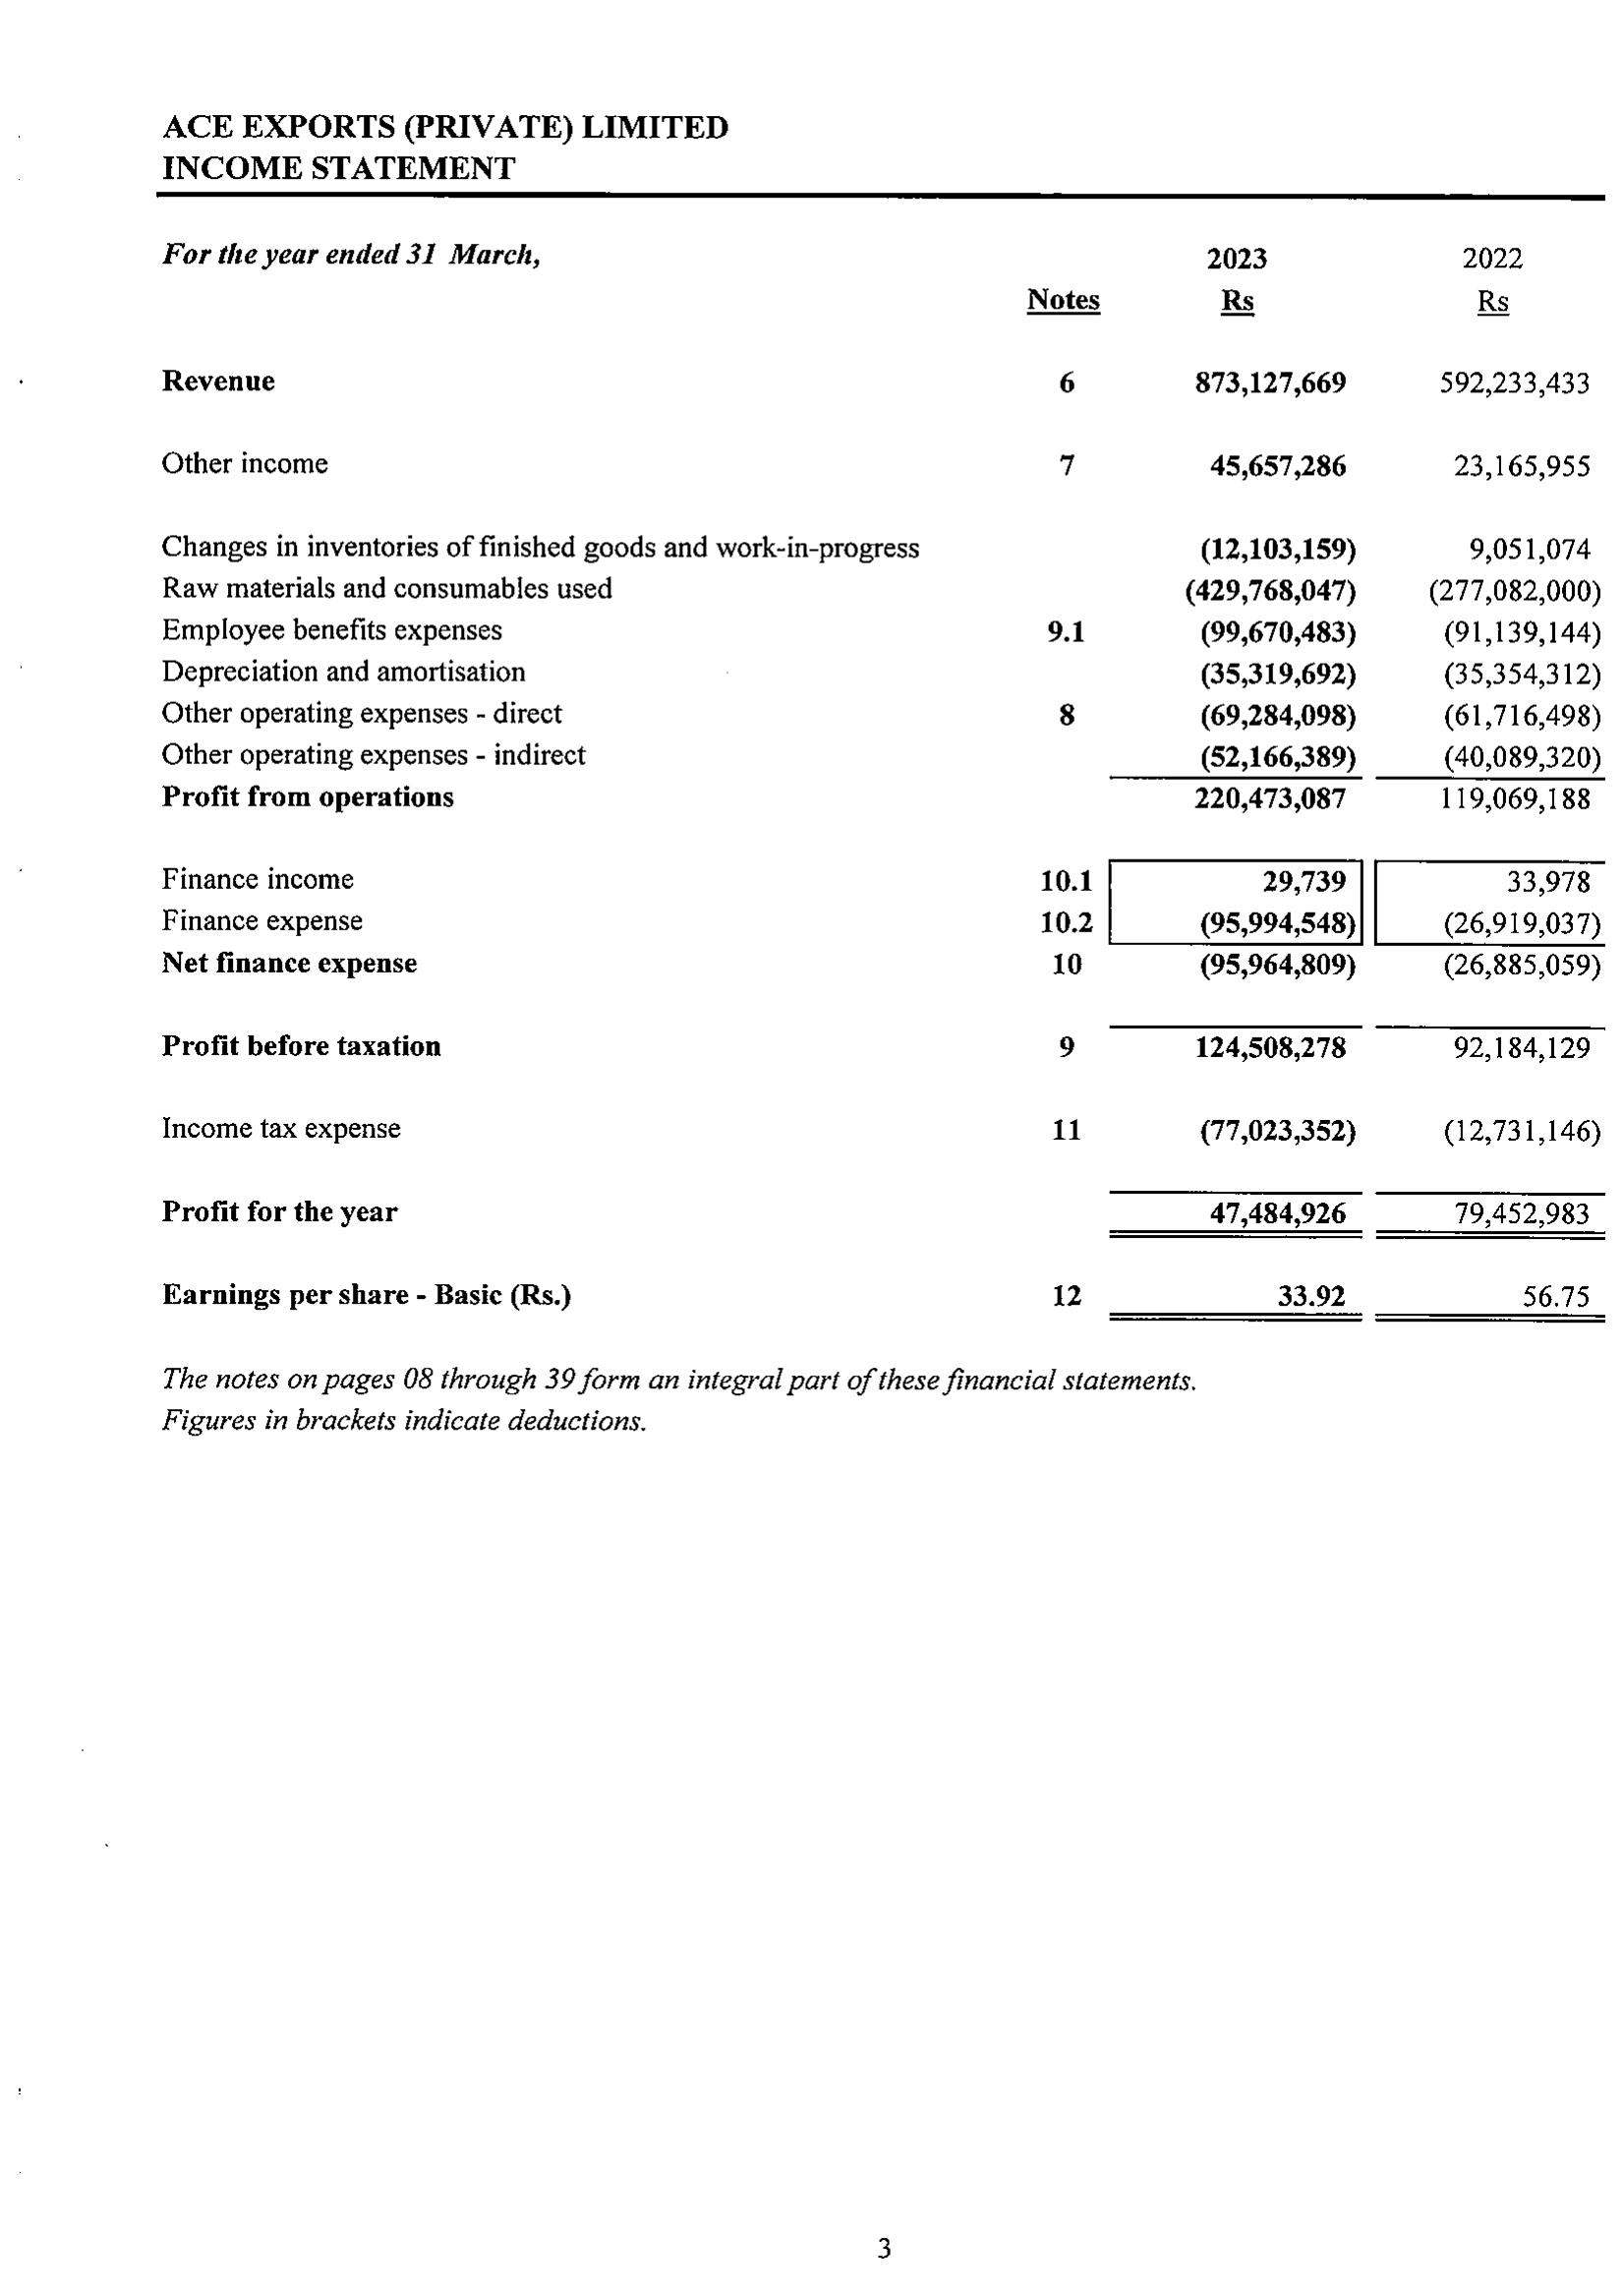 ACE EXPORTS (PRIVATE) LIMITED
INCOME STATEMENT
For the year ended 31 March, 2023 2022
Notes Rs Rs
Revenue 6 873,127,669 592,233,433
Other income 7 45,657,286 23,165,955
Changes in inventories of finished goods and work-in-progress (12,103,159) 9,051,074
Raw materials and consumables used (429,768,047) (277,082,000)
Employee benefits expenses 9.1 (99,670,483) (91,139,144)
Depreciation and amortisation (35,319,692) (35,354,312)
Other operating expenses - direct 8 (69,284,098) (61,716,498)
Other operating expenses - indirect (52,166,389) (40,089,320)
Profit from operations 220,473,087 119,069,188
Finance income 10.1 29,739 33,978
Finance expense 10.2 (95,994,548) (26,919,037)
Net finance expense 10 (95,964,809) (26,885,059)
Profit before taxation 9 124,508,278 92,184,129
Income tax expense 11 (77,023,352) (12,731,146)
Profit for the year 47,484,926 79,452,983
Earnings per share - Basic (Rs.) 12 33.92 56.75
The notes on pages 08 through 39 form an integral part of these financial statements.
Figures in brackets indicate deductions.
3